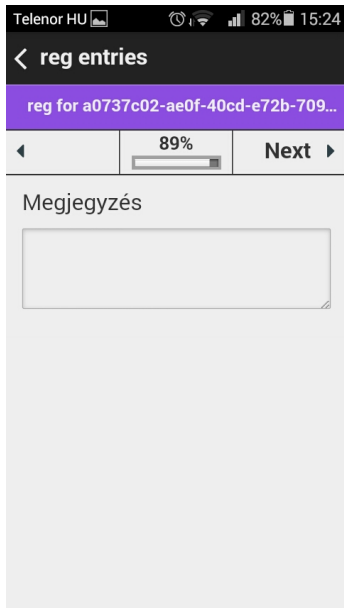 Telenor HU 82% 15:24
reg entries
reg for a0737c02-ae0f-40cd-e72b-709...
89% Next
Megjegyzés